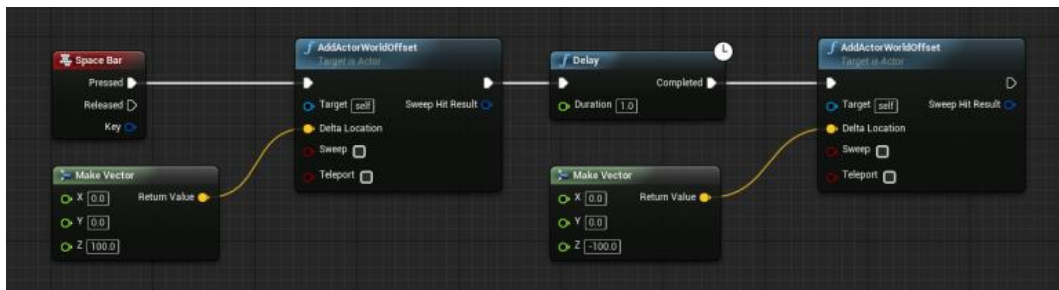 Space Bar
Pressed
Released
Key
Make Vector
X 0.0 Return Value
Y 0.0
Z 100.0
AddActorWorldOffset
Target is Actor
Target self Sweep Hit Result
Delta Location
Sweep
Teleport
Delay
Completed
Duration 1.0
Make Vector
X 0.0 Return Value
Y 0.0
Z -100.0
AddActorWorldOffset
Target is Actor
Target self Sweep Hit Result
Delta Location
Sweep
Teleport